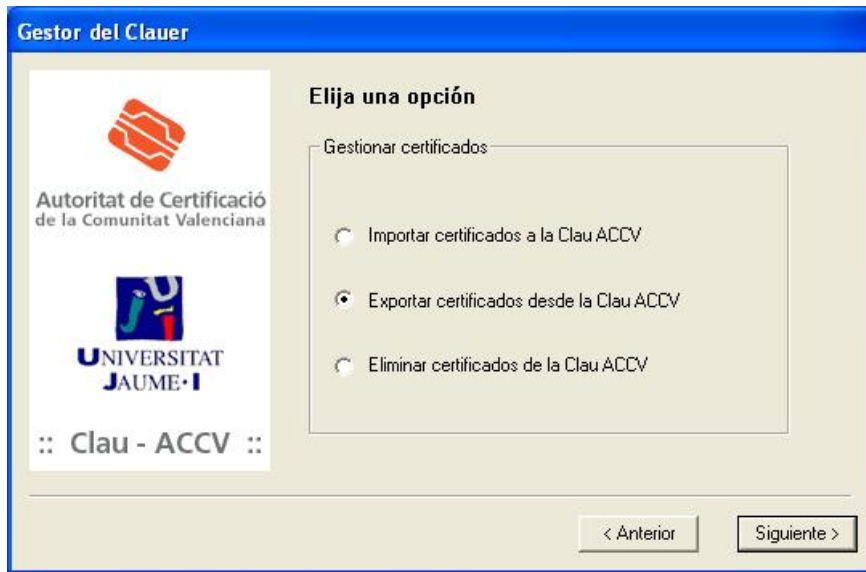 Gestor del Clauer
Autoritat de Certificació
de la Comunitat Valenciana
UJI
UNIVERSITAT
JAUME·I
:: Clau - ACCV ::
Elija una opción
Gestionar certificados
Importar certificados a la Clau ACCV
Exportar certificados desde la Clau ACCV
Eliminar certificados de la Clau ACCV
< Anterior
Siguiente >